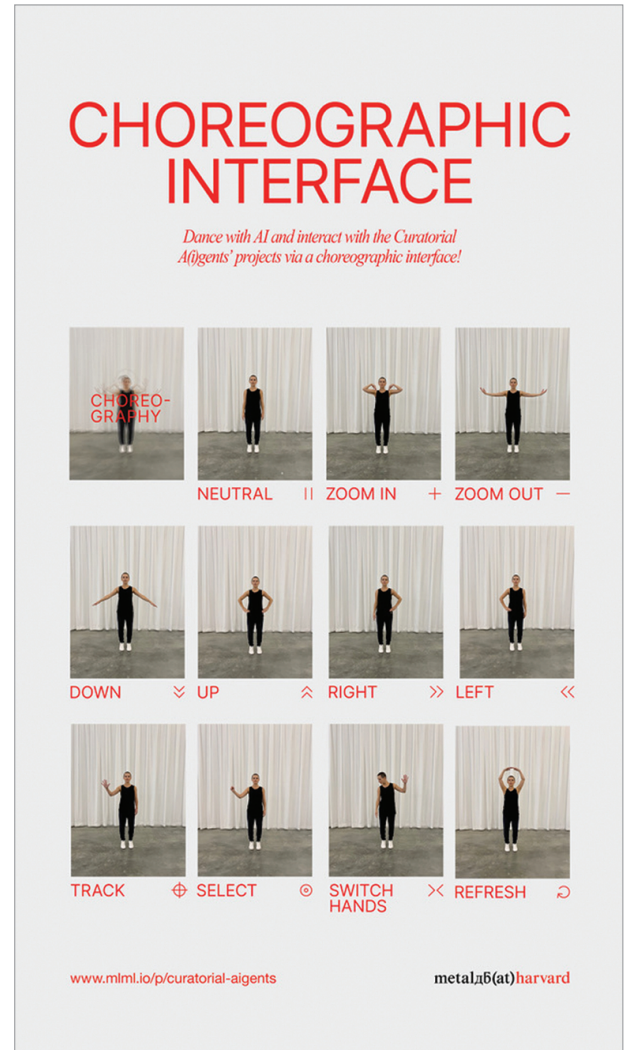 CHOREOGRAPHIC
INTERFACE
Dance with AI and interact with the Curatorial
A(i)gents' projects via a choreographic interface!
CHOREO-
GRAPHY
NEUTRAL
ZOOM IN +
ZOOM OUT —
DOWN
UP
RIGHT
LEFT
TRACK
SELECT
SWITCH
HANDS
REFRESH
www.mlml.io/p/curatorial-aigents
metalдб(at)harvard